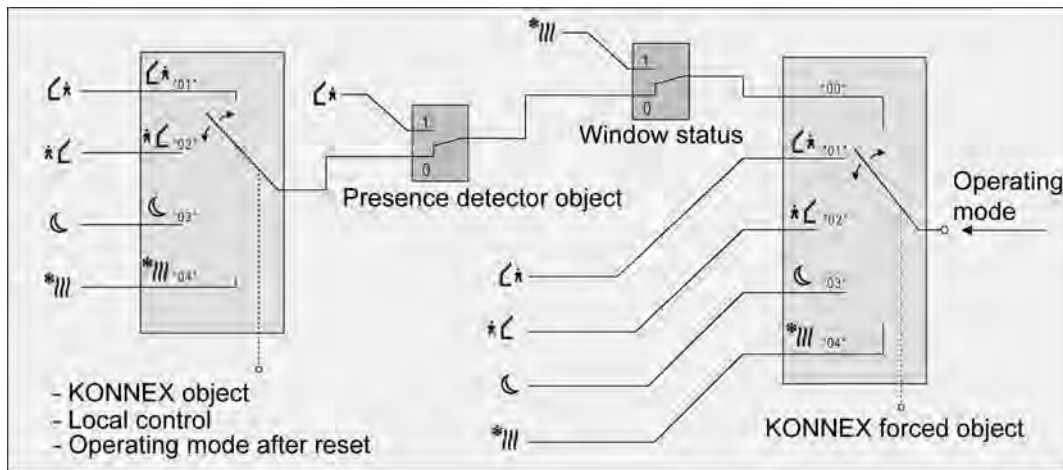 "01"
"02"
"03"
"04"
- KONNEX object
- Local control
- Operating mode after reset
1
0
Presence detector object
1
0
Window status
"00"
"01"
"02"
"03"
"04"
Operating
mode
KONNEX forced object